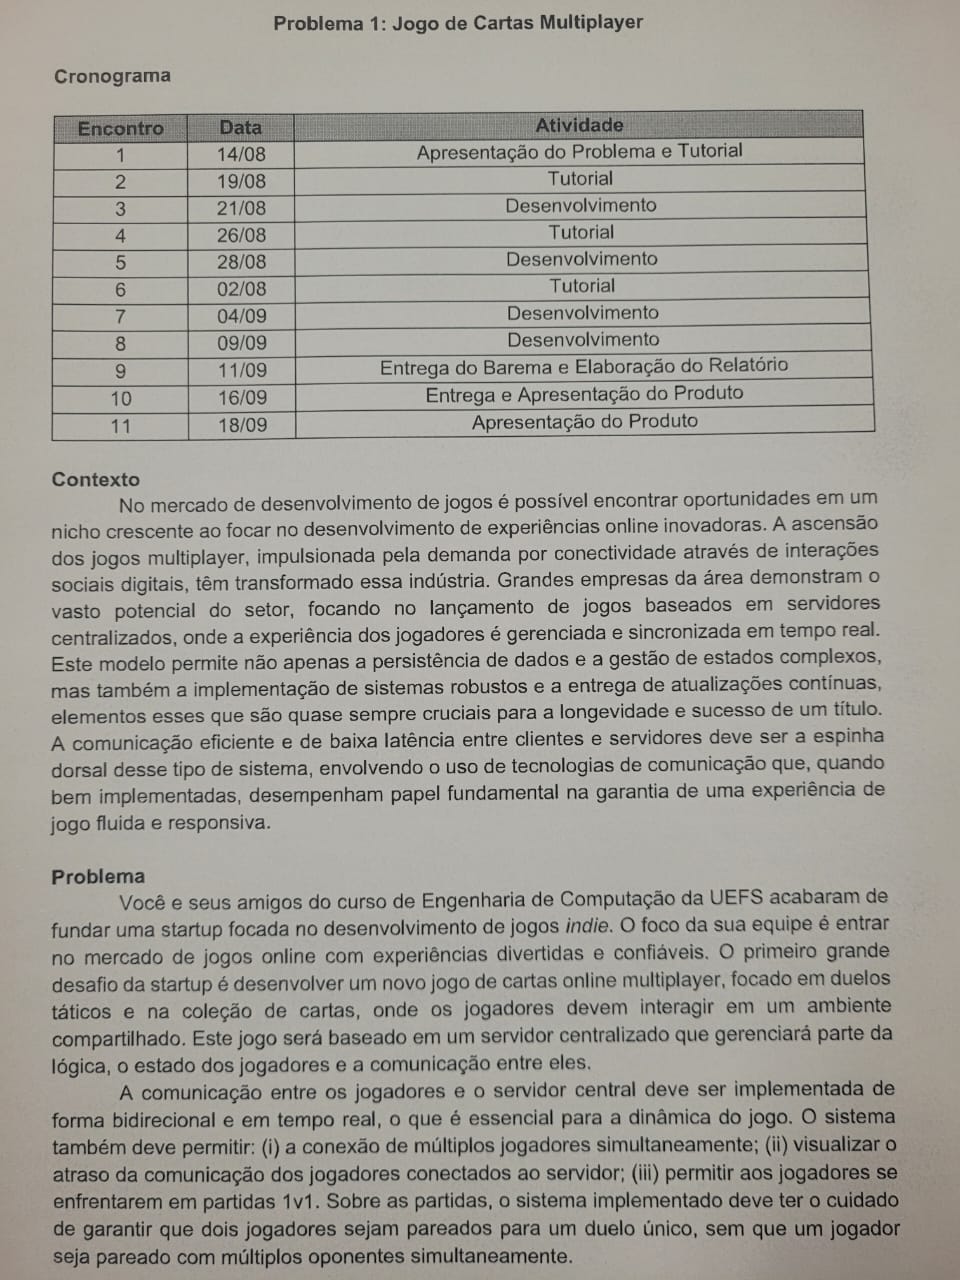 Problema 1: Jogo de Cartas Multiplayer
Cronograma
Encontro Data Atividade
1 14/08 Apresentação do Problema e Tutorial
2 19/08 Tutorial
3 21/08 Desenvolvimento
4 26/08 Tutorial
5 28/08 Desenvolvimento
6 02/08 Tutorial
7 04/09 Desenvolvimento
8 09/09 Desenvolvimento
9 11/09 Entrega do Barema e Elaboração do Relatório
10 16/09 Entrega e Apresentação do Produto
11 18/09 Apresentação do Produto
Contexto
No mercado de desenvolvimento de jogos é possível encontrar oportunidades em um
nicho crescente ao focar no desenvolvimento de experiências online inovadoras. A ascensão
dos jogos multiplayer, impulsionada pela demanda por conectividade através de interações
sociais digitais, têm transformado essa indústria. Grandes empresas da área demonstram o
vasto potencial do setor, focando no lançamento de jogos baseados em servidores
centralizados, onde a experiência dos jogadores é gerenciada e sincronizada em tempo real.
Este modelo permite não apenas a persistência de dados e a gestão de estados complexos,
mas também a implementação de sistemas robustos e a entrega de atualizações contínuas,
elementos esses que são quase sempre cruciais para a longevidade e sucesso de um título.
A comunicação eficiente e de baixa latência entre clientes e servidores deve ser a espinha
dorsal desse tipo de sistema, envolvendo o uso de tecnologias de comunicação que, quando
bem implementadas, desempenham papel fundamental na garantia de uma experiência de
jogo fluida e responsiva.
Problema
Você e seus amigos do curso de Engenharia de Computação da UEFS acabaram de
fundar uma startup focada no desenvolvimento de jogos indie. O foco da sua equipe é entrar
no mercado de jogos online com experiências divertidas e confiáveis. O primeiro grande
desafio da startup é desenvolver um novo jogo de cartas online multiplayer, focado em duelos
táticos e na coleção de cartas, onde os jogadores devem interagir em um ambiente
compartilhado. Este jogo será baseado em um servidor centralizado que gerenciará parte da
lógica, o estado dos jogadores e a comunicação entre eles.
A comunicação entre os jogadores e o servidor central deve ser implementada de
forma bidirecional e em tempo real, o que é essencial para a dinâmica do jogo. O sistema
também deve permitir: (i) a conexão de múltiplos jogadores simultaneamente; (ii) visualizar o
atraso da comunicação dos jogadores conectados ao servidor; (iii) permitir aos jogadores se
enfrentarem em partidas 1v1. Sobre as partidas, o sistema implementado deve ter o cuidado
de garantir que dois jogadores sejam pareados para um duelo único, sem que um jogador
seja pareado com múltiplos oponentes simultaneamente.